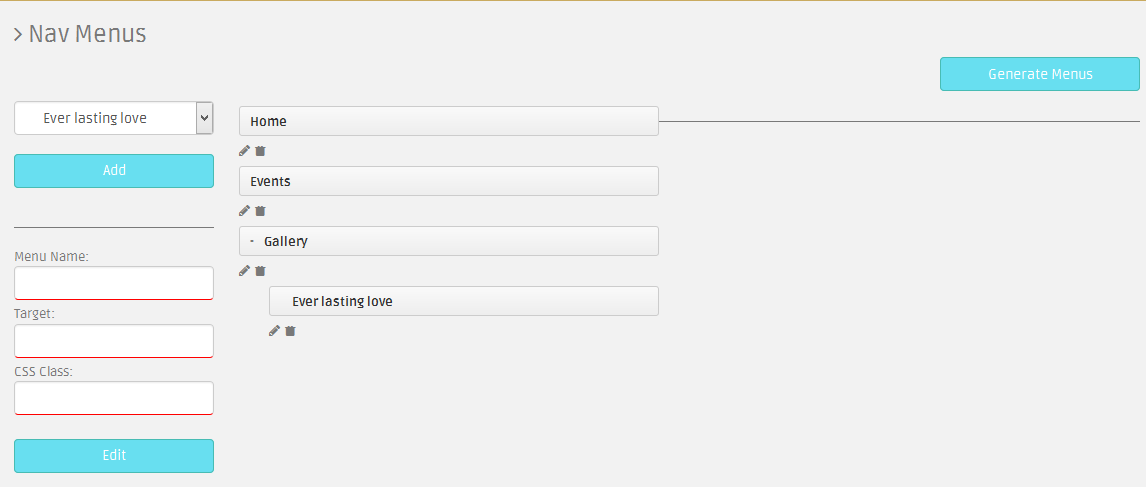 > Nav Menus
Generate Menus
Ever lasting love
Add
Menu Name:
Target:
CSS Class:
Edit
Home
Events
- Gallery
Ever lasting love